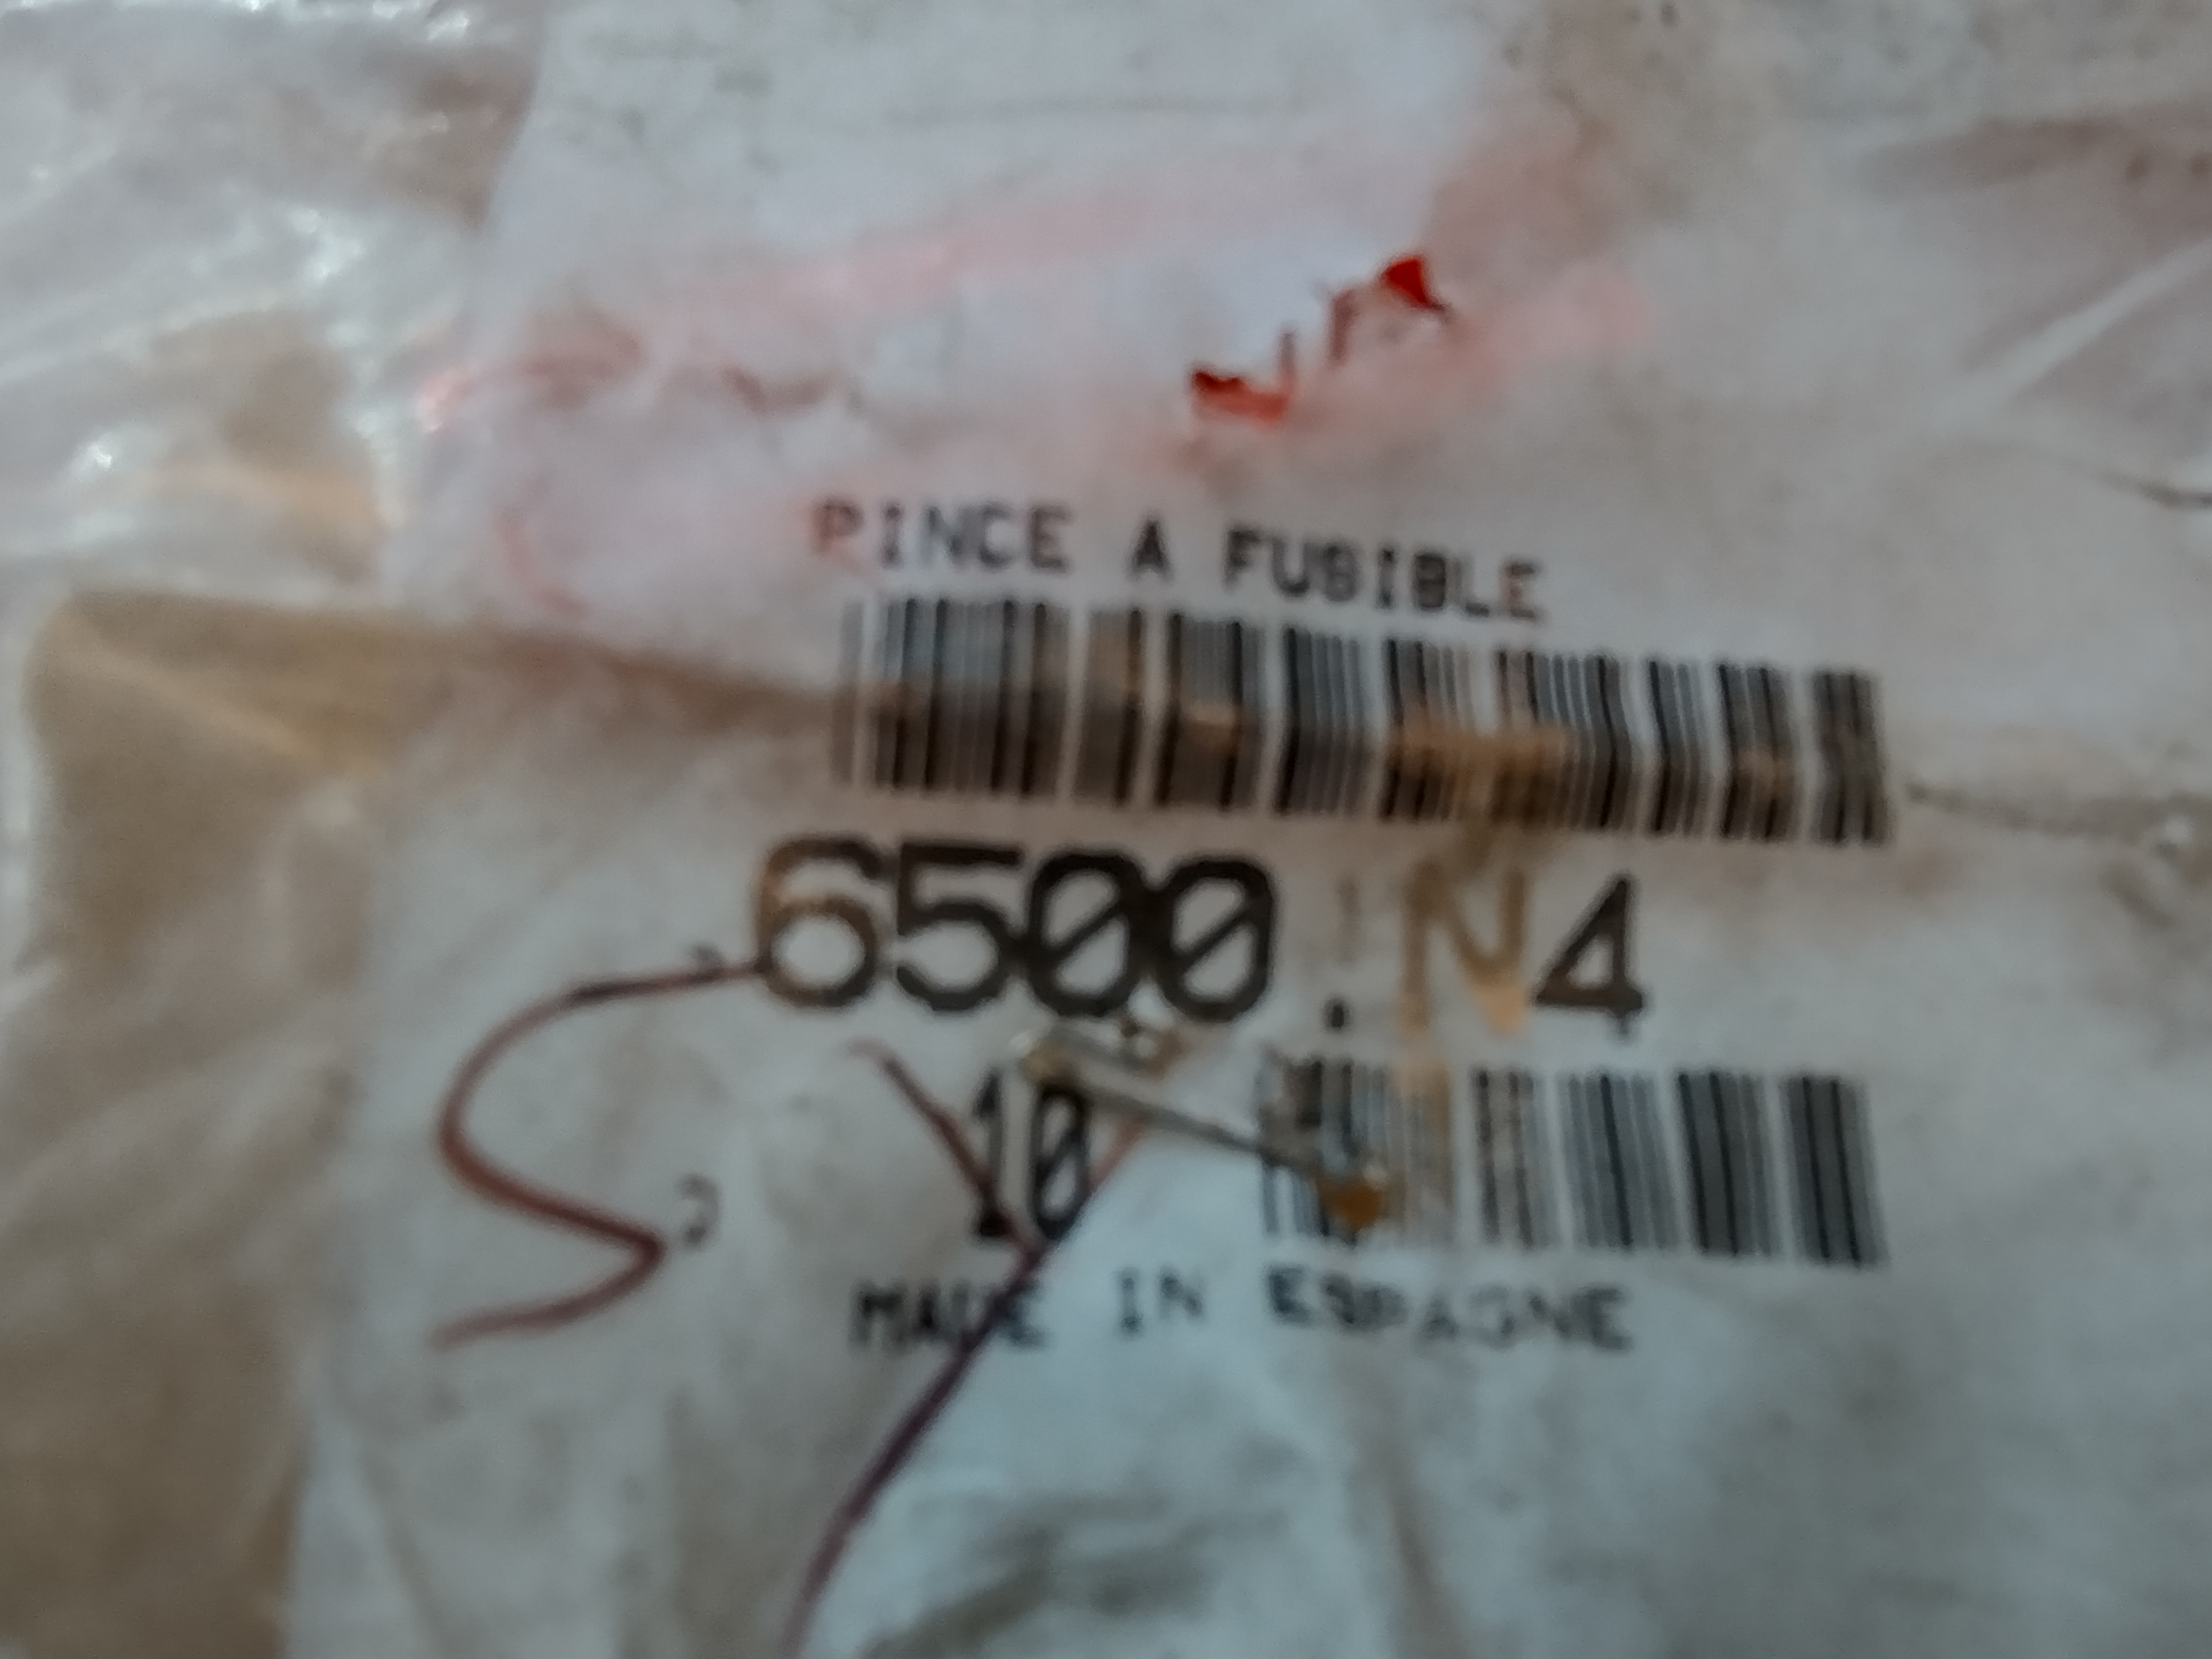 PINCE A FUSIBLE
6500.N4
10
MADE IN ESPAGNE